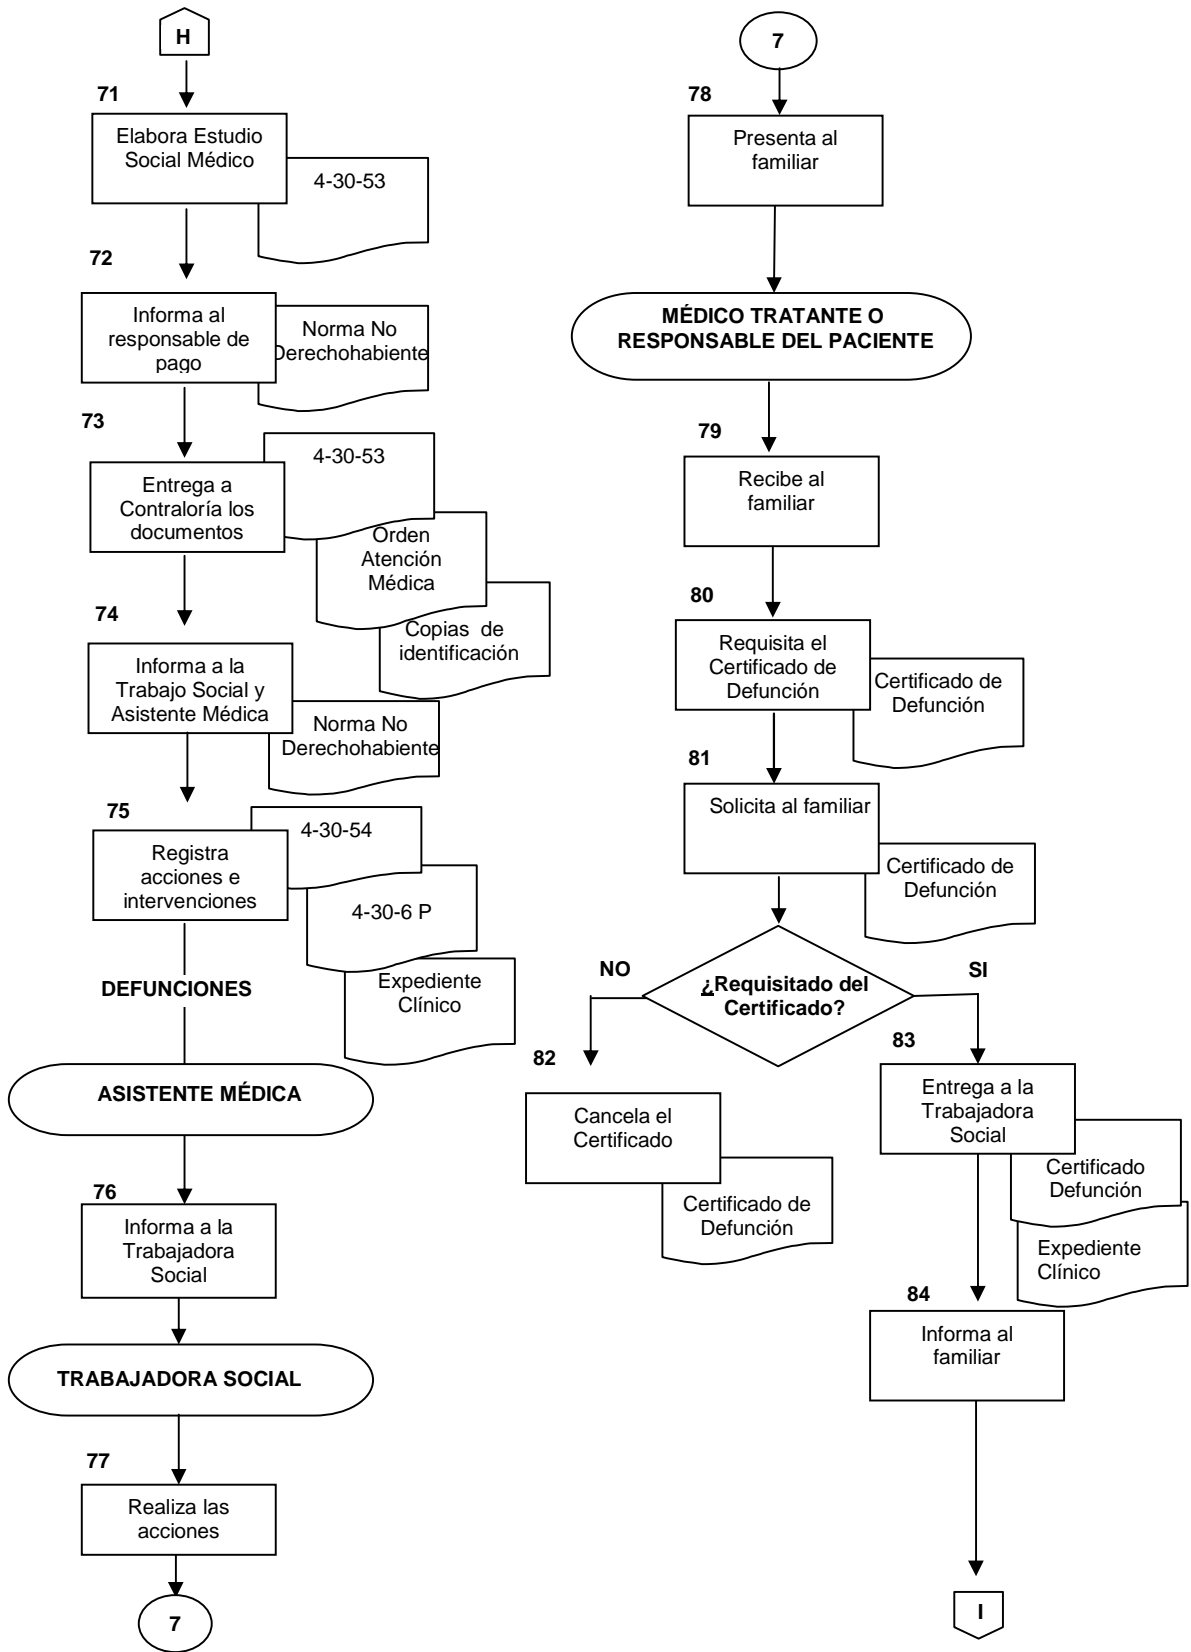 H
71
Elabora Estudio
Social Médico
4-30-53
72
Informa al
responsable de
pago
Norma No
Derechohabiente
73
4-30-53
Entrega a
Contraloría los
documentos
Orden
Atención
Médica
Copias de
identificación
74
Informa a la
Trabajo Social y
Asistente Médica
Norma No
Derechohabiente
75
4-30-54
Registra
acciones e
intervenciones
4-30-6 P
Expediente
Clínico
DEFUNCIONES
ASISTENTE MÉDICA
76
Informa a la
Trabajadora
Social
TRABAJADORA SOCIAL
77
Realiza las
acciones
7
7
78
Presenta al
familiar
MÉDICO TRATANTE O
RESPONSABLE DEL PACIENTE
79
Recibe al
familiar
80
Requisita el
Certificado de
Defunción
Certificado de
Defunción
81
Solicita al familiar
Certificado de
Defunción
¿Requisitado del
Certificado?
NO
SI
82
Cancela el
Certificado
Certificado de
Defunción
83
Entrega a la
Trabajadora
Social
Certificado
Defunción
Expediente
Clínico
84
Informa al
familiar
I